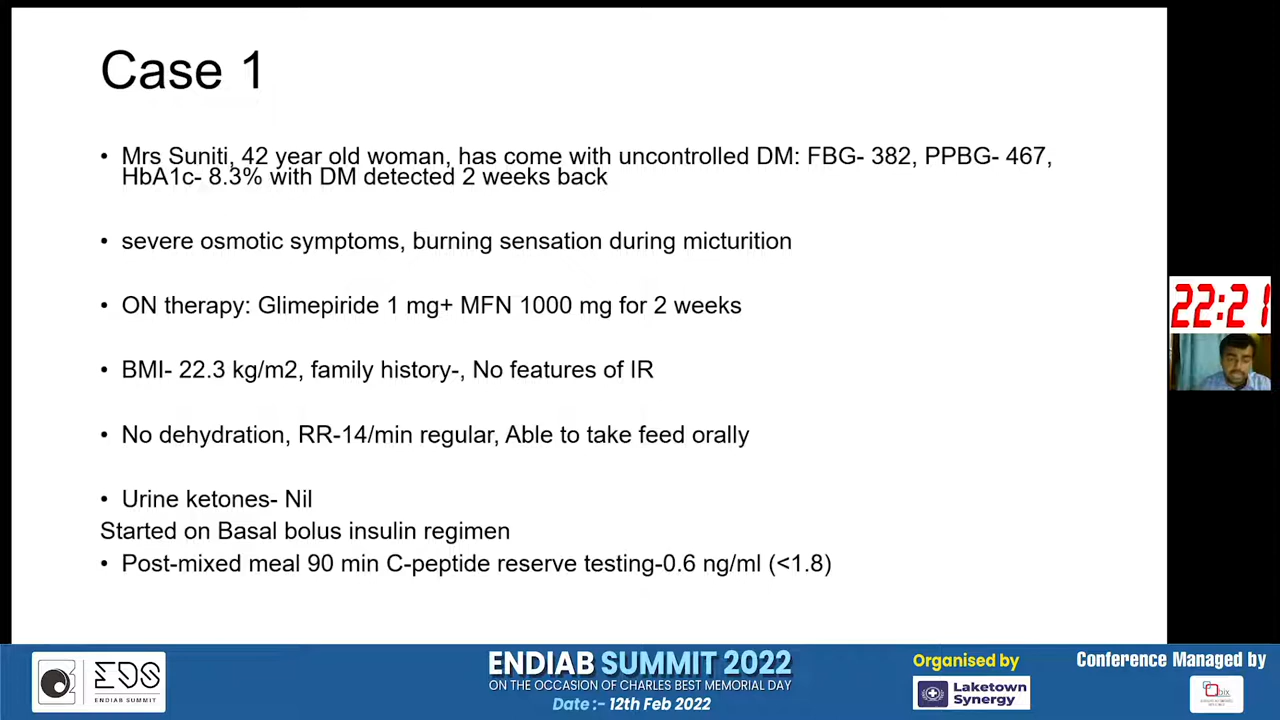 Case 1
• Mrs Suniti, 42 year old woman, has come with uncontrolled DM: FBG- 382, PPBG- 467,
HbA1c- 8.3% with DM detected 2 weeks back
• severe osmotic symptoms, burning sensation during micturition
• ON therapy: Glimepiride 1 mg+ MFN 1000 mg for 2 weeks
• BMI- 22.3 kg/m2, family history-, No features of IR
• No dehydration, RR-14/min regular, Able to take feed orally
• Urine ketones- Nil
Started on Basal bolus insulin regimen
• Post-mixed meal 90 min C-peptide reserve testing-0.6 ng/ml (<1.8)
22:21
EDS
ENDIAB SUMMIT
ENDIAB SUMMIT 2022
ON THE OCCASION OF CHARLES BEST MEMORIAL DAY
Date :- 12th Feb 2022
Organised by
Laketown
Synergy
Conference Managed by